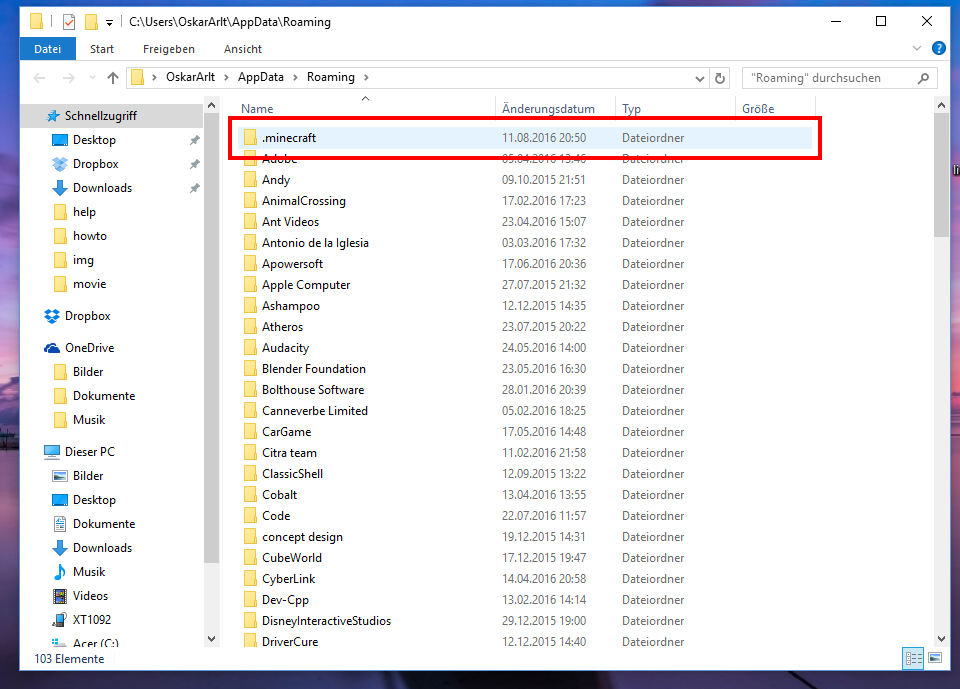 C:\Users\OskarArlt\AppData\Roaming
Datei Start Freigeben Ansicht
OskarArlt AppData Roaming "Roaming" durchsuchen
Name Änderungsdatum Typ Größe
Schnellzugriff
Desktop
Dropbox
Downloads
help
howto
img
movie
Dropbox
OneDrive
Bilder
Dokumente
Musik
Dieser PC
Bilder
Desktop
Dokumente
Downloads
Musik
Videos
XT1092
Acer (C:)
.minecraft 11.08.2016 20:50 Dateiordner
Adobe 05.04.2016 13:46 Dateiordner
Andy 09.10.2015 21:51 Dateiordner
AnimalCrossing 17.02.2016 17:23 Dateiordner
Ant Videos 23.04.2016 15:07 Dateiordner
Antonio de la Iglesia 03.03.2016 17:32 Dateiordner
Apowersoft 17.06.2016 20:36 Dateiordner
Apple Computer 27.07.2015 21:32 Dateiordner
Ashampoo 12.12.2015 14:35 Dateiordner
Atheros 23.07.2015 20:22 Dateiordner
Audacity 24.05.2016 14:00 Dateiordner
Blender Foundation 23.05.2016 16:30 Dateiordner
Bolthouse Software 28.01.2016 20:39 Dateiordner
Canneverbe Limited 05.02.2016 18:25 Dateiordner
CarGame 17.05.2016 14:48 Dateiordner
Citra team 11.02.2016 21:58 Dateiordner
ClassicShell 12.09.2015 13:22 Dateiordner
Cobalt 13.04.2016 13:55 Dateiordner
Code 22.07.2016 11:57 Dateiordner
concept design 19.12.2015 14:31 Dateiordner
CubeWorld 17.12.2015 19:47 Dateiordner
CyberLink 14.04.2016 20:58 Dateiordner
Dev-Cpp 13.02.2016 14:14 Dateiordner
DisneyInteractiveStudios 29.12.2015 19:00 Dateiordner
DriverCure 12.12.2015 14:40 Dateiordner
103 Elemente